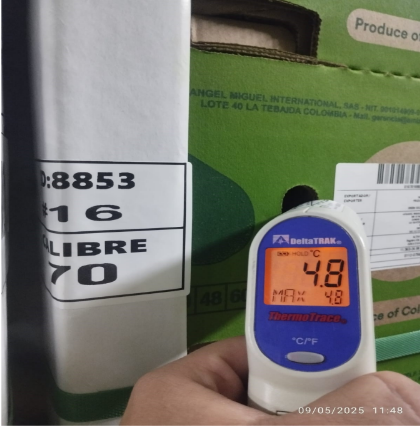 Produce of
ANGEL MIGUEL INTERNATIONAL, SAS - NIT.
LOTE 40 LA TEBAIDA COLOMBIA - Mail.
D:8853
#16
ALIBRE
70
48
DeltaTRAK®
HOLD °C
4.8
MAX 4.8
ThermoTrace
°C/°F
ce of Col
09/05/2025 11:48